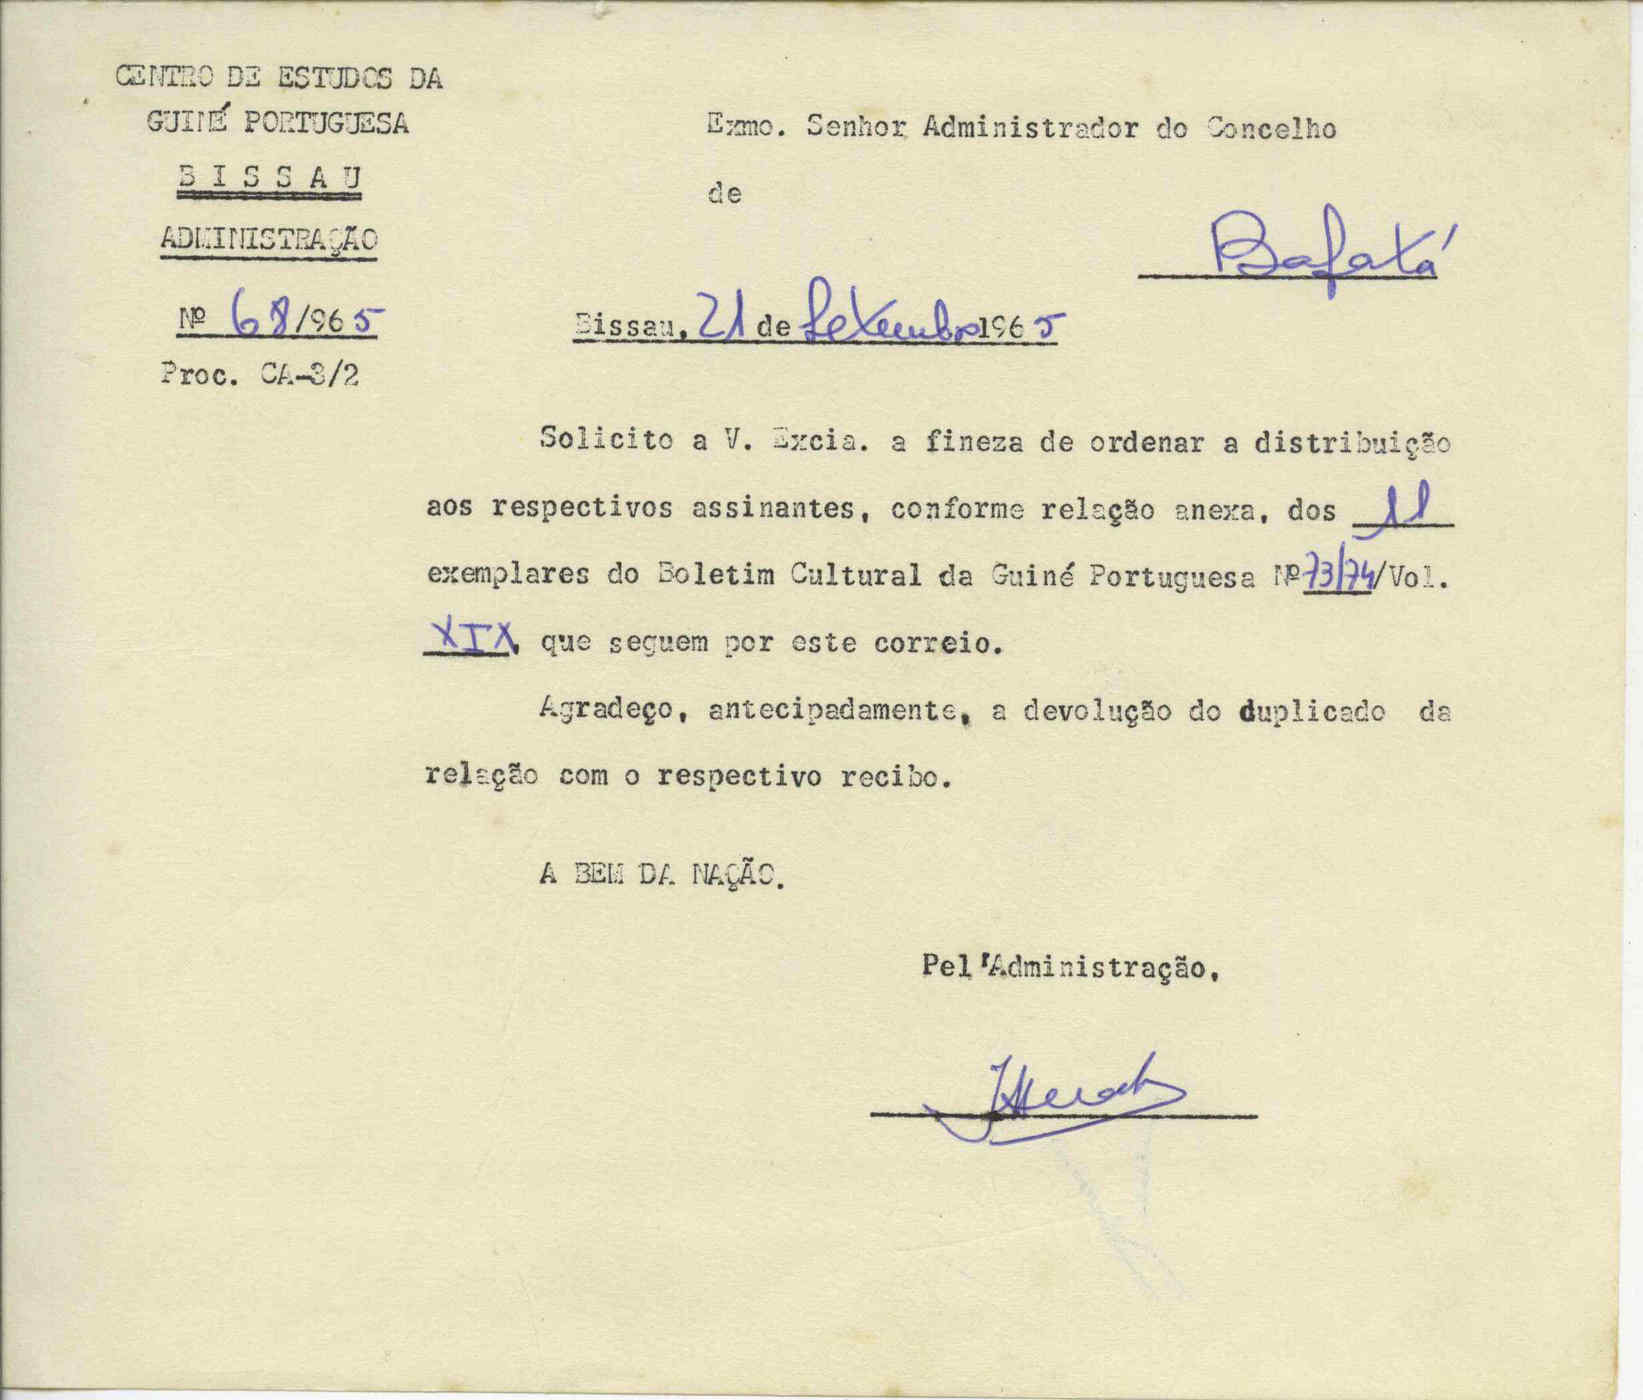 CENTRO DE ESTUDOS DA
GUINÉ PORTUGUESA
B I S S A U
ADMINISTRAÇÃO
Nº 68/965
Proc. CA-3/2
Exmo. Senhor Administrador do Concelho
de
Bafatá
Bissau, 21 de Setembro 1965
Solicito a V. Excia. a fineza de ordenar a distribuição
aos respectivos assinantes, conforme relação anexa, dos 11
exemplares do Boletim Cultural da Guiné Portuguesa Nº 73/74/Vol.
XIX, que seguem por este correio.
Agradeço, antecipadamente, a devolução do duplicado da
relação com o respectivo recibo.
A BEM DA NAÇÃO.
Pel'Administração,